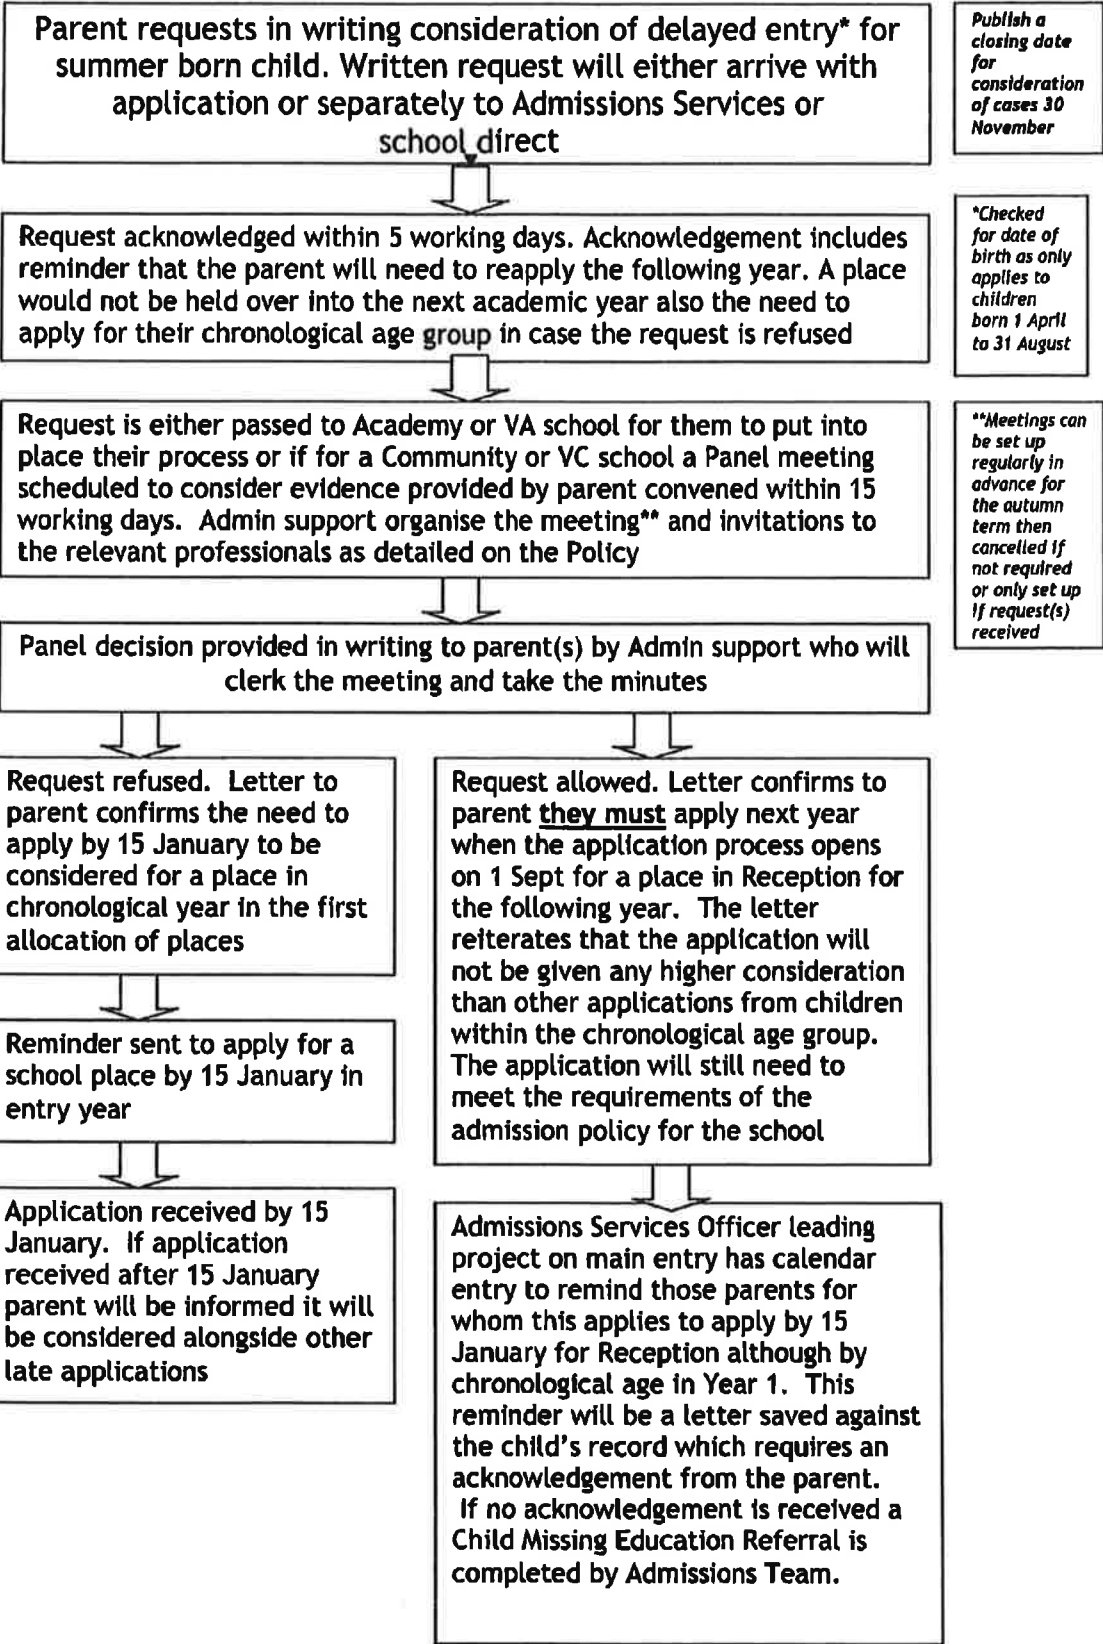 Parent requests in writing consideration of delayed entry* for
summer born child. Written request will either arrive with
application or separately to Admissions Services or
school direct
Publish a
closing date
for
consideration
of cases 30
November
Request acknowledged within 5 working days. Acknowledgement includes
reminder that the parent will need to reapply the following year. A place
would not be held over into the next academic year also the need to
apply for their chronological age group in case the request is refused
*Checked
for date of
birth as only
applies to
children
born 1 April
to 31 August
Request is either passed to Academy or VA school for them to put into
place their process or if for a Community or VC school a Panel meeting
scheduled to consider evidence provided by parent convened within 15
working days. Admin support organise the meeting** and invitations to
the relevant professionals as detailed on the Policy
**Meetings can
be set up
regularly in
advance for
the autumn
term then
cancelled if
not required
or only set up
if request(s)
received
Panel decision provided in writing to parent(s) by Admin support who will
clerk the meeting and take the minutes
Request refused. Letter to
parent confirms the need to
apply by 15 January to be
considered for a place in
chronological year in the first
allocation of places
Reminder sent to apply for a
school place by 15 January in
entry year
Application received by 15
January. If application
received after 15 January
parent will be informed it will
be considered alongside other
late applications
Request allowed. Letter confirms to
parent they must apply next year
when the application process opens
on 1 Sept for a place in Reception for
the following year. The letter
reiterates that the application will
not be given any higher consideration
than other applications from children
within the chronological age group.
The application will still need to
meet the requirements of the
admission policy for the school
Admissions Services Officer leading
project on main entry has calendar
entry to remind those parents for
whom this applies to apply by 15
January for Reception although by
chronological age in Year 1. This
reminder will be a letter saved against
the child's record which requires an
acknowledgement from the parent.
If no acknowledgement is received a
Child Missing Education Referral is
completed by Admissions Team.